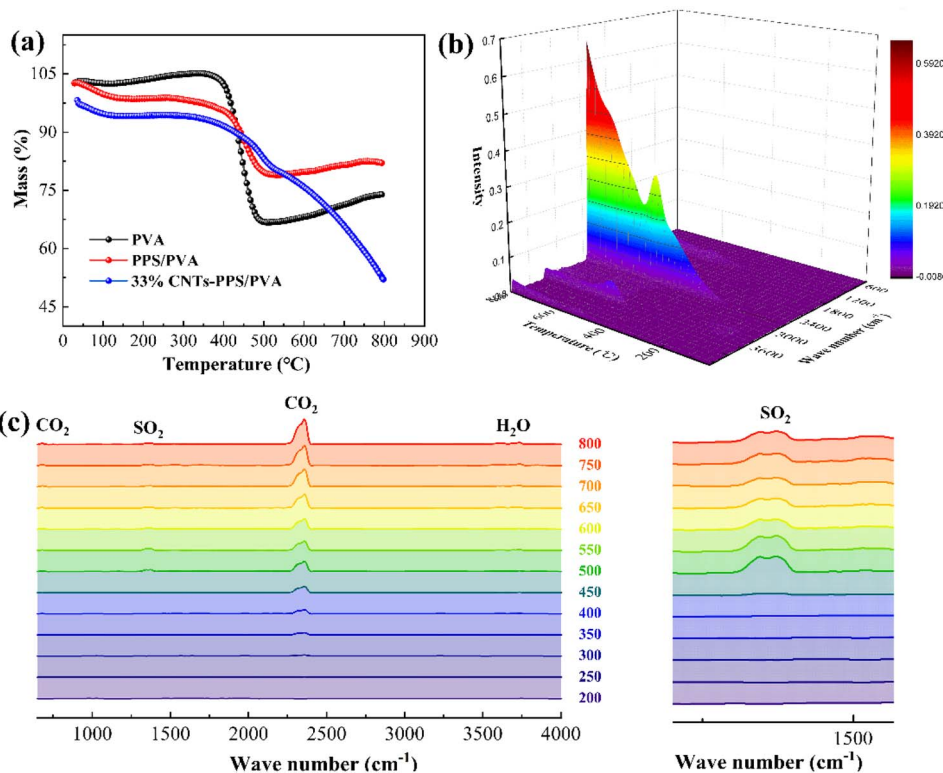 (a)
105
90
75
60
45
Mass (%)
PVA
PPS/PVA
33% CNTs-PPS/PVA
0 100 200 300 400 500 600 700 800 900
Temperature (°C)
(b)
0.7
0.6
0.5
0.4
0.3
0.2
0.1
Intensity
600
400
200
Temperature (℃)
3600
3000
2400
1800
1200
600
Wave number (cm⁻¹)
0.5920
0.3920
0.1920
-0.0080
(c)
CO₂ SO₂ CO₂ H₂O
800
750
700
650
600
550
500
450
400
350
300
250
200
1000 1500 2000 2500 3000 3500 4000
Wave number (cm⁻¹)
SO₂
1500
Wave number (cm⁻¹)